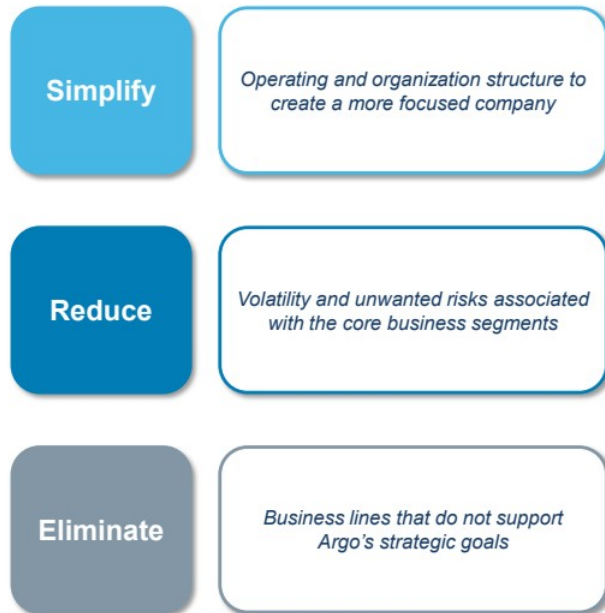 Simplify
Operating and organization structure to
create a more focused company
Reduce
Volatility and unwanted risks associated
with the core business segments
Eliminate
Business lines that do not support
Argo's strategic goals